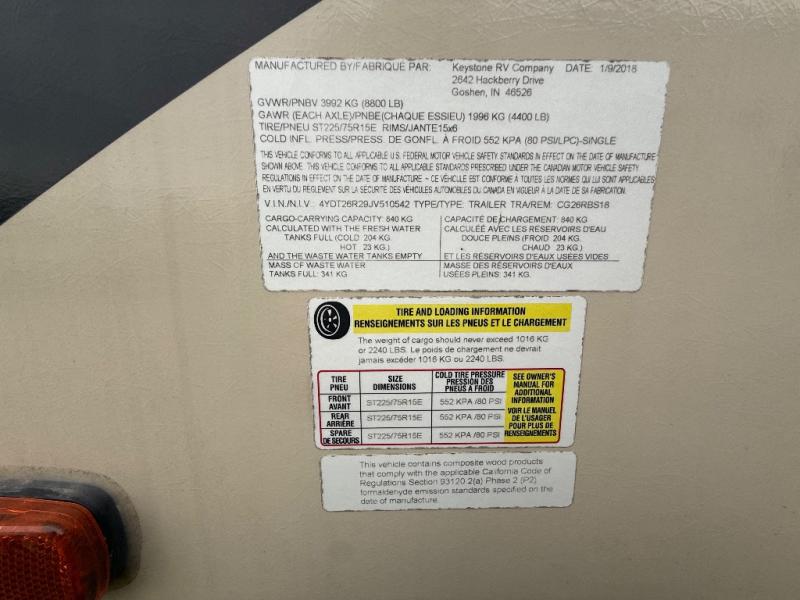 MANUFACTURED BY/FABRIQUÉ PAR: Keystone RV Company DATE: 1/9/2018
2642 Hackberry Drive
Goshen, IN 46526
GVWR/PNBV 3992 KG (8800 LB)
GAWR (EACH AXLE)/PNBE(CHAQUE ESSIEU) 1996 KG (4400 LB)
TIRE/PNEU ST225/75R15E RIMS/JANTE15x6
COLD INFL. PRESS/PRESS. DE GONFL. À FROID 552 KPA (80 PSI/LPC)-SINGLE
THIS VEHICLE CONFORMS TO ALL APPLICABLE U.S. FEDERAL MOTOR VEHICLE SAFETY STANDARDS IN EFFECT ON THE DATE OF MANUFACTURE
SHOWN ABOVE. THIS VEHICLE CONFORMS TO ALL APPLICABLE STANDARDS PRESCRIBED UNDER THE CANADIAN MOTOR VEHICLE SAFETY
REGULATIONS IN EFFECT ON THE DATE OF MANUFACTURE - CE VÉHICULE EST CONFORME À TOUTES LES NORMES QUI LUI SONT APPLICABLES
EN VERTU DU REGLEMENT SUR LA SECURITE DES VÉHICULES AUTOMOBILES DU CANADA EN VIGUEUR À LA DATE DE SA FABRICATION.
V.I.N./N.I.V.: 4YDT26R29JV510542 TYPE/TYPE: TRAILER TRA/REM: CG26RBS18
CARGO-CARRYING CAPACITY: 840 KG
CALCULATED WITH THE FRESH WATER
TANKS FULL (COLD: 204 KG.
HOT : 23 KG.)
AND THE WASTE WATER TANKS EMPTY
MASS OF WASTE WATER
TANKS FULL: 341 KG
CAPACITÉ DE CHARGEMENT: 840 KG
CALCULÉE AVEC LES RÉSERVOIRS D'EAU
DOUCE PLEINS (FROID: 204 KG.
CHAUD : 23 KG.)
ET LES RÉSERVOIRS D'EAUX USÉES VIDES
MASSE DES RÉSERVOIRS D'EAUX
USÉES PLEINS: 341 KG.
TIRE AND LOADING INFORMATION
RENSEIGNEMENTS SUR LES PNEUS ET LE CHARGEMENT
The weight of cargo should never exceed 1016 KG
or 2240 LBS. Le poids de chargement ne devrait
jamais excéder 1016 KG ou 2240 LBS.
TIRE
PNEU
SIZE
DIMENSIONS
COLD TIRE PRESSURE
PRESSION DES
PNEUS A FROID
FRONT
AVANT
ST225/75R15E
552 KPA /80 PSI
REAR
ARRIÈRE
ST225/75R15E
552 KPA /80 PSI
SPARE
DE SECOURS
ST225/75R15E
552 KPA /80 PSI
SEE OWNER'S
MANUAL FOR
ADDITIONAL
INFORMATION
VOIR LE MANUEL
DE L'USAGER
POUR PLUS DE
RENSEIGNEMENTS
This vehicle contains composite wood products
that comply with the applicable California Code of
Regulations Section 93120.2(a) Phase 2 (P2)
formaldehyde emission standards specified on the
date of manufacture.